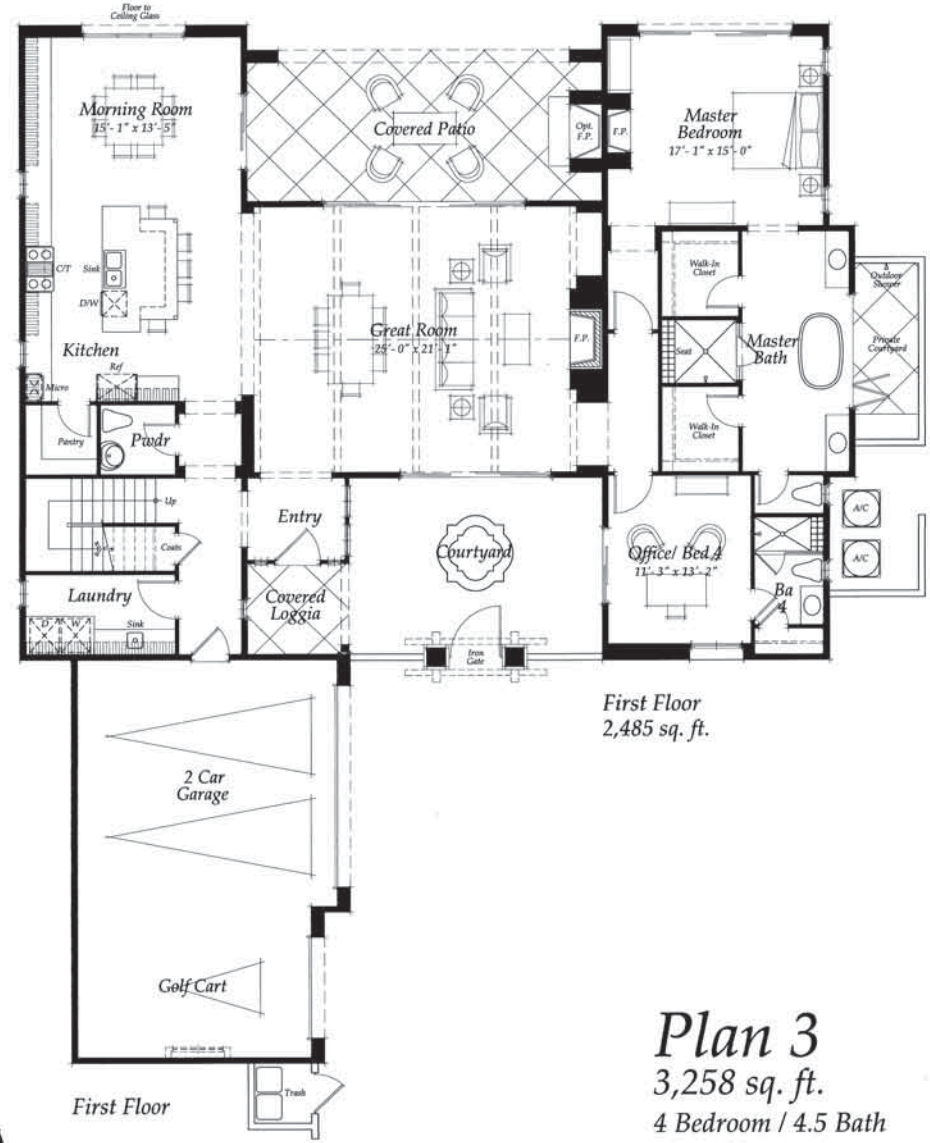 Floor to
Ceiling Glass
Morning Room
15'- 1" x 13'- 5"
Covered Patio
Opt.
F.P.
F.P.
Master
Bedroom
17'- 1" x 15'- 0"
C/T
Sink
D/W
Kitchen
Micro
Ref
Pantry
Pwdr
Great Room
25'- 0" x 21'- 1"
F.P.
Walk-In
Closet
Seat
Master
Bath
Walk-In
Closet
Outdoor
Shower
Private
Courtyard
Up
Coats
Entry
Courtyard
Office/ Bed 4
11'- 3" x 13'- 2"
A/C
A/C
Ba
4
Laundry
D
W
Sink
Covered
Loggia
Iron
Gate
First Floor
2,485 sq. ft.
2 Car
Garage
Golf Cart
Trash
First Floor
Plan 3
3,258 sq. ft.
4 Bedroom / 4.5 Bath